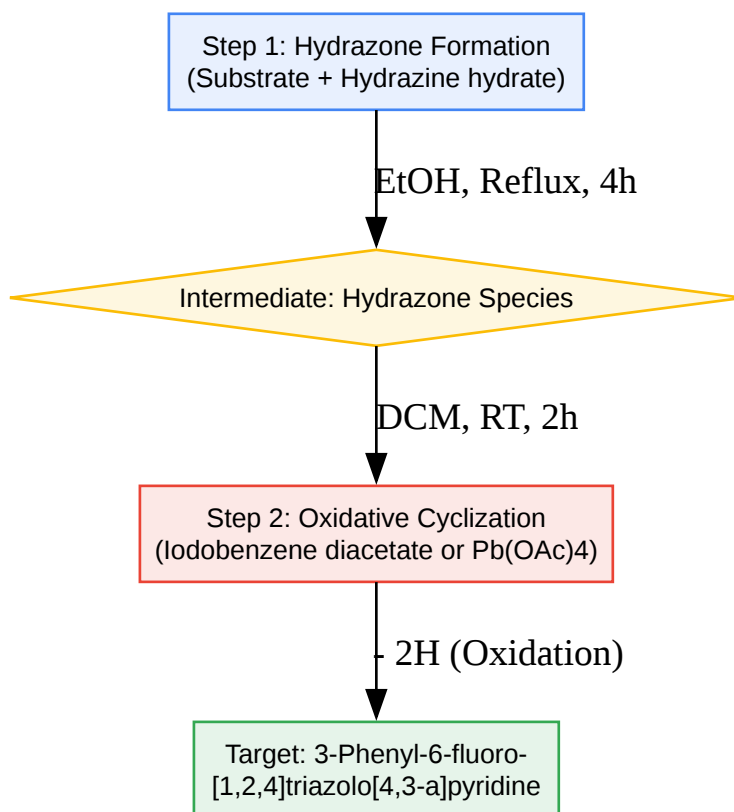 Step 1: Hydrazone Formation
(Substrate + Hydrazine hydrate)
EtOH, Reflux, 4h
Intermediate: Hydrazone Species
DCM, RT, 2h
Step 2: Oxidative Cyclization
(Iodobenzene diacetate or Pb(OAc)4)
- 2H (Oxidation)
Target: 3-Phenyl-6-fluoro-
[1,2,4]triazolo[4,3-a]pyridine